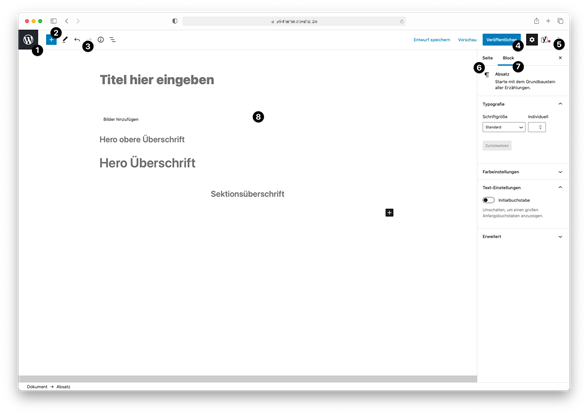 Entwurf speichern Vorschau Veröffentlichen
1 2 3 4 5
Seite Block
6 7
Titel hier eingeben
Absatz
Starte mit dem Grundbaustein
aller Erzählungen.
Typografie
Bilder hinzufügen
8
Schriftgröße Individuell
Standard
Hero obere Überschrift
Zurücksetzen
Hero Überschrift
Farbeinstellungen
Text-Einstellungen
Sektionsüberschrift
Initialbuchstabe
Umschalten, um einen großen
Anfangsbuchstaben anzuzeigen.
Erweitert
Dokument → Absatz